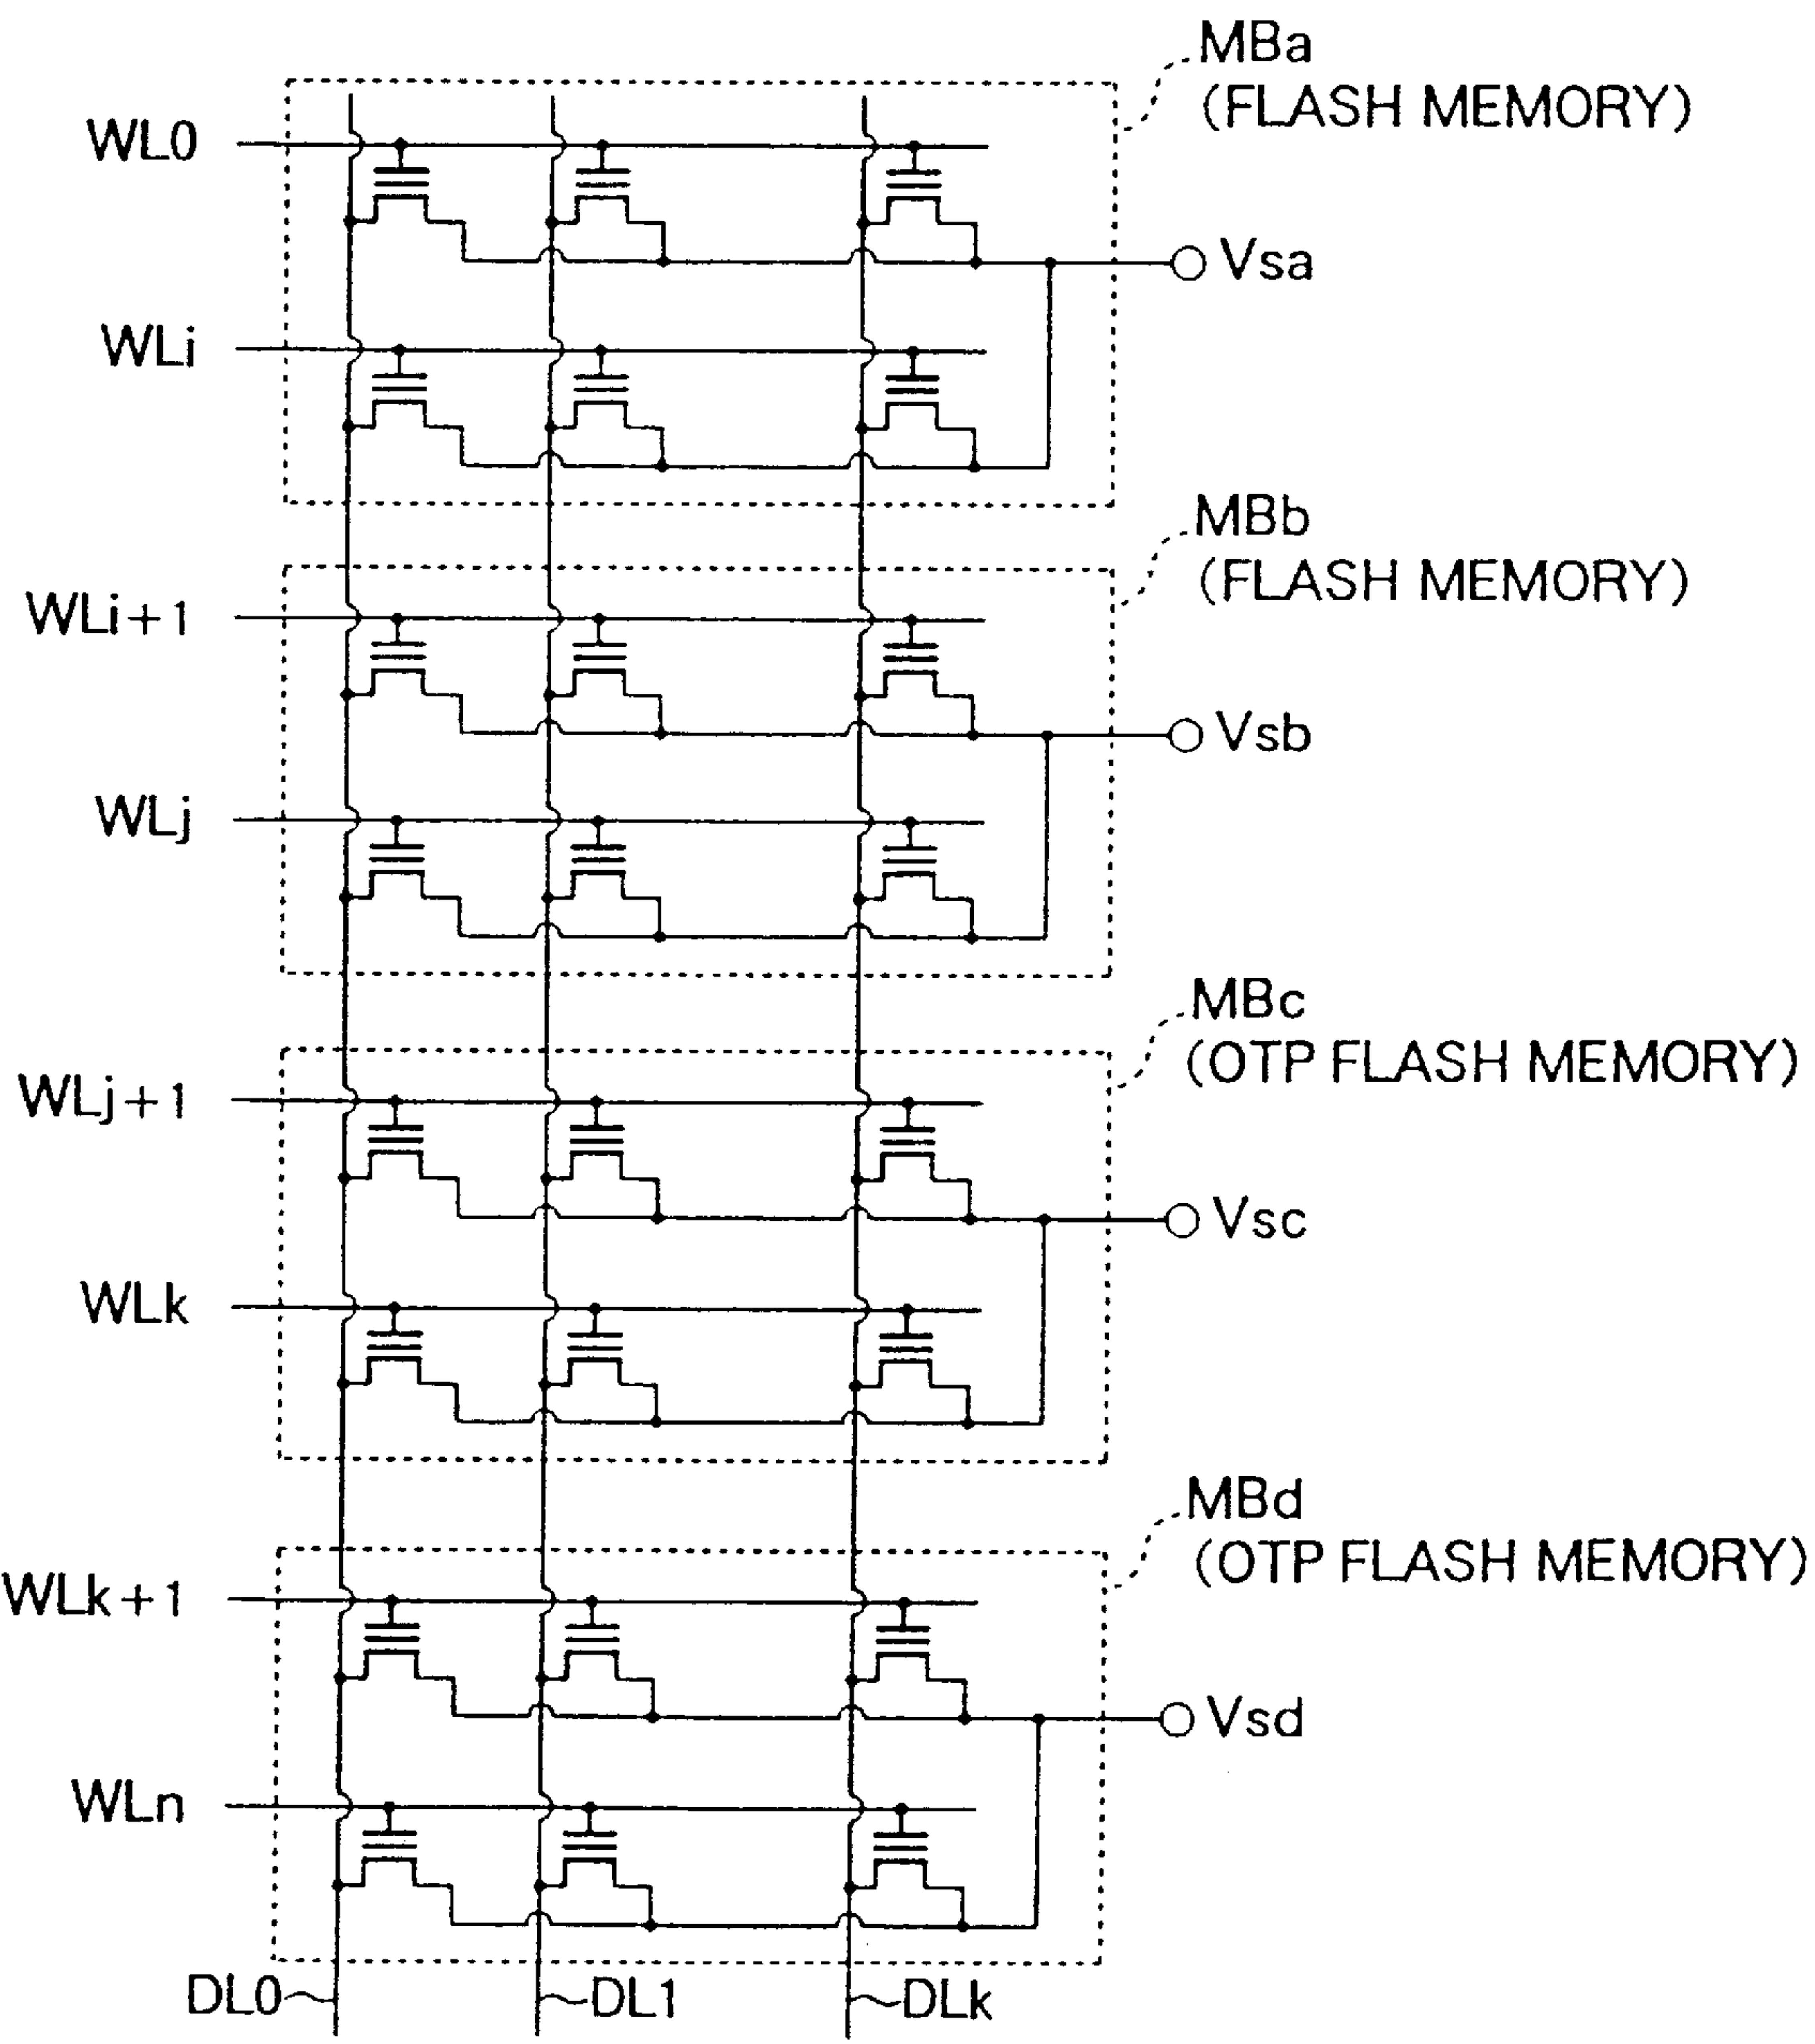 MBa
(FLASH MEMORY)
WL0
Vsa
WLi
MBb
(FLASH MEMORY)
WLi+1
Vsb
WLj
MBc
(OTP FLASH MEMORY)
WLj+1
Vsc
WLk
MBd
(OTP FLASH MEMORY)
WLk+1
Vsd
WLn
DL0
DL1
DLk